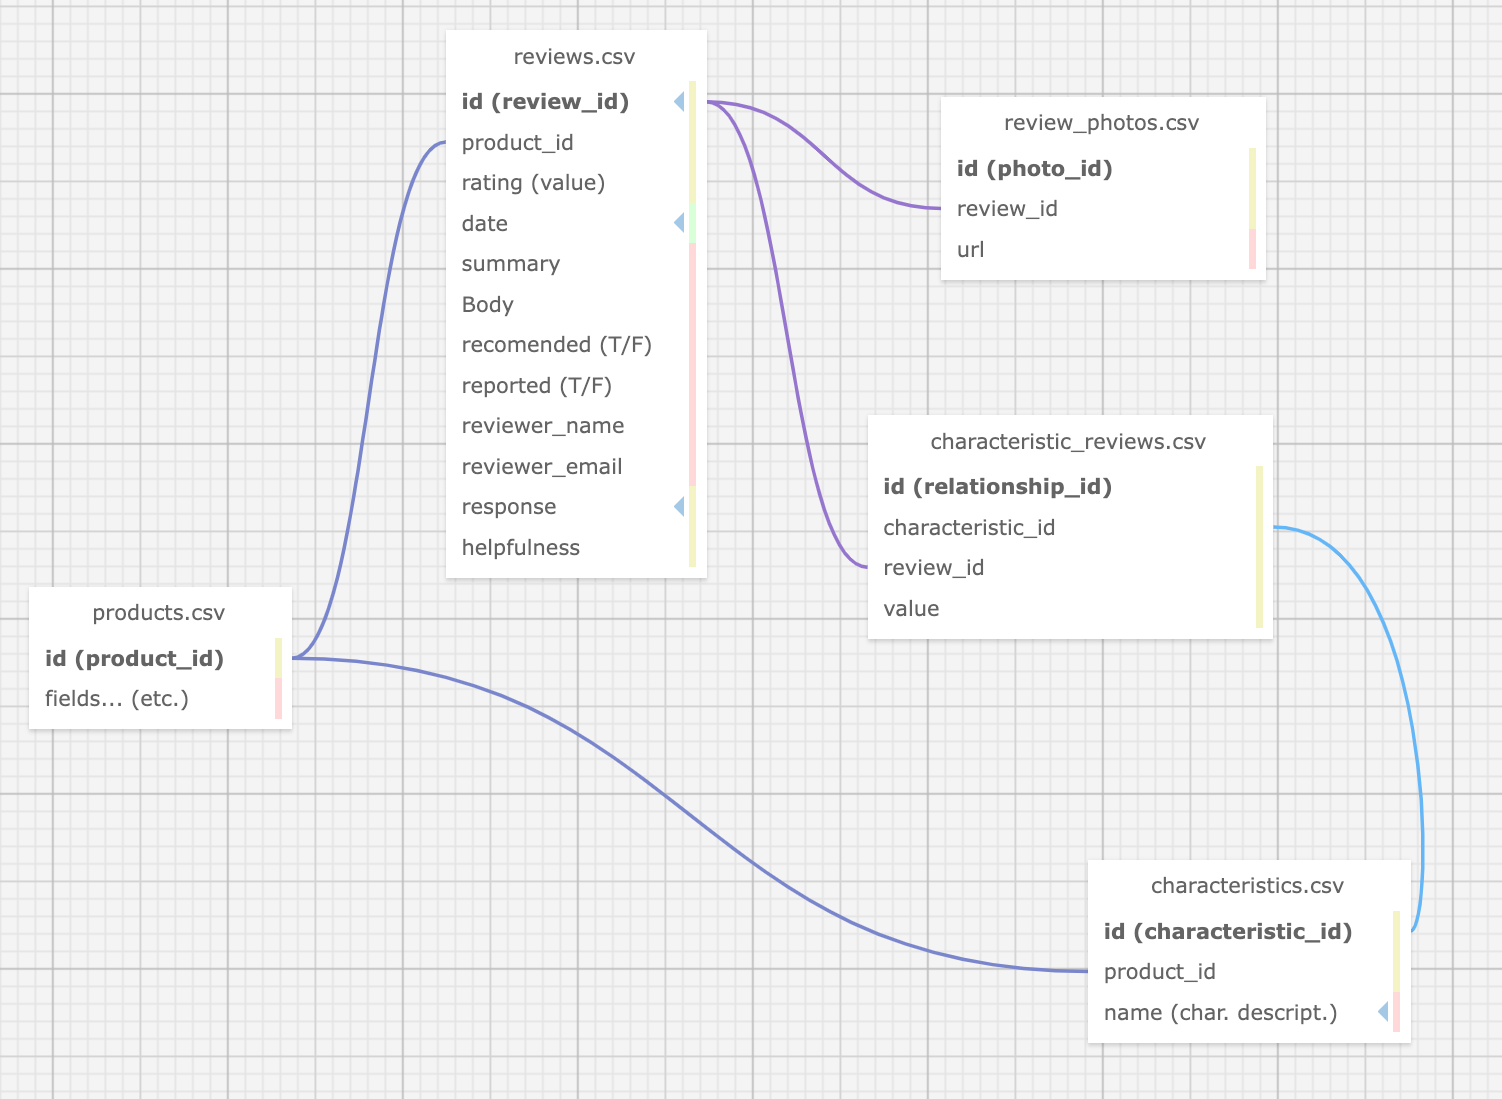 reviews.csv
id (review_id)
product_id
rating (value)
date
summary
Body
recomended (T/F)
reported (T/F)
reviewer_name
reviewer_email
response
helpfulness
review_photos.csv
id (photo_id)
review_id
url
characteristic_reviews.csv
id (relationship_id)
characteristic_id
review_id
value
products.csv
id (product_id)
fields... (etc.)
characteristics.csv
id (characteristic_id)
product_id
name (char. descript.)